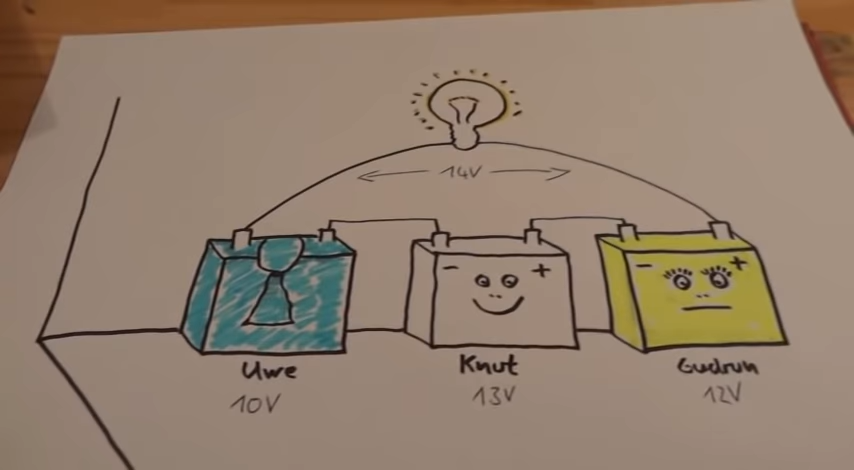 14V
- +
- +
Uwe Knut Gudrun
10V 13V 12V